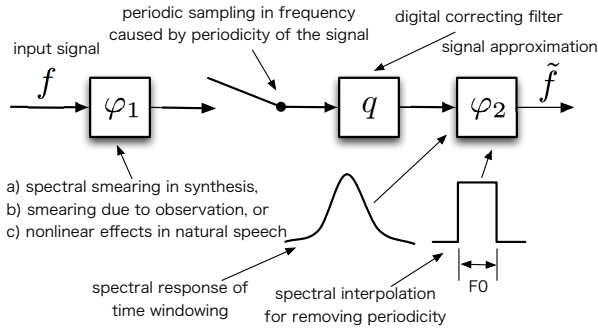 periodic sampling in frequency
caused by periodicity of the signal
digital correcting filter
input signal
signal approximation
f
f̃
φ₁
q
φ₂
a) spectral smearing in synthesis,
b) smearing due to observation, or
c) nonlinear effects in natural speech
spectral response of
time windowing
spectral interpolation
for removing periodicity
F0